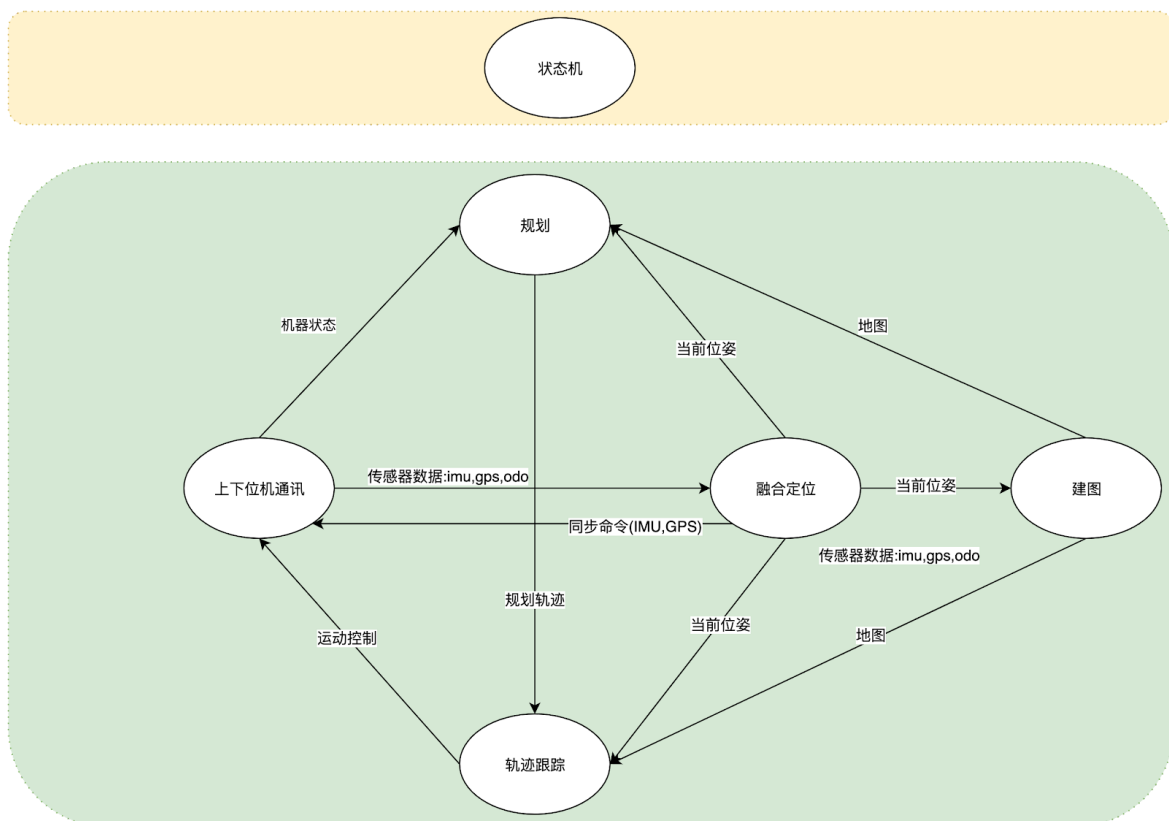 状态机
规划
机器状态
地图
当前位姿
上下位机通讯
传感器数据:imu,gps,odo
融合定位
当前位姿
建图
同步命令(IMU,GPS)
传感器数据:imu,gps,odo
规划轨迹
当前位姿
运动控制
地图
轨迹跟踪